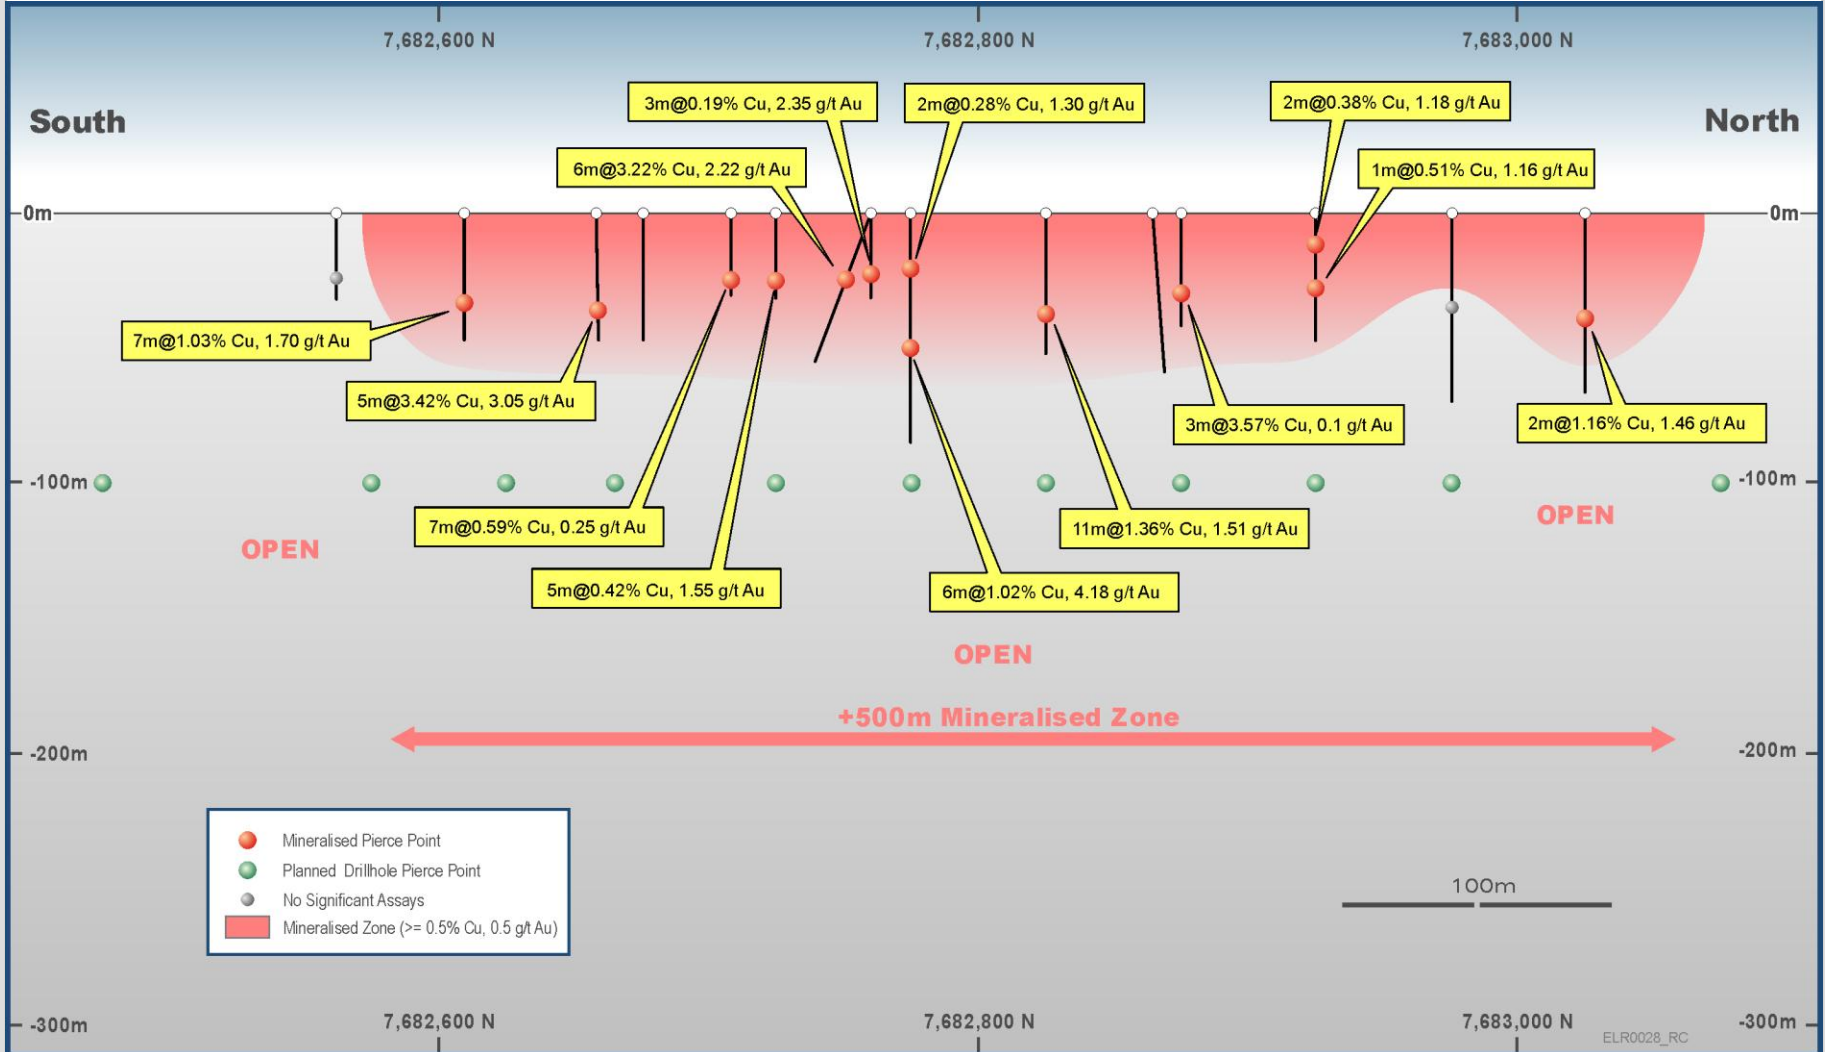 7,682,600 N
7,682,800 N
7,683,000 N
South
North
3m@0.19% Cu, 2.35 g/t Au
2m@0.28% Cu, 1.30 g/t Au
2m@0.38% Cu, 1.18 g/t Au
6m@3.22% Cu, 2.22 g/t Au
1m@0.51% Cu, 1.16 g/t Au
0m
0m
7m@1.03% Cu, 1.70 g/t Au
5m@3.42% Cu, 3.05 g/t Au
3m@3.57% Cu, 0.1 g/t Au
2m@1.16% Cu, 1.46 g/t Au
-100m
-100m
7m@0.59% Cu, 0.25 g/t Au
11m@1.36% Cu, 1.51 g/t Au
OPEN
OPEN
5m@0.42% Cu, 1.55 g/t Au
6m@1.02% Cu, 4.18 g/t Au
OPEN
+500m Mineralised Zone
-200m
-200m
Mineralised Pierce Point
Planned Drillhole Pierce Point
No Significant Assays
Mineralised Zone (>= 0.5% Cu, 0.5 g/t Au)
100m
-300m
7,682,600 N
7,682,800 N
7,683,000 N
-300m
ELR0028_RC